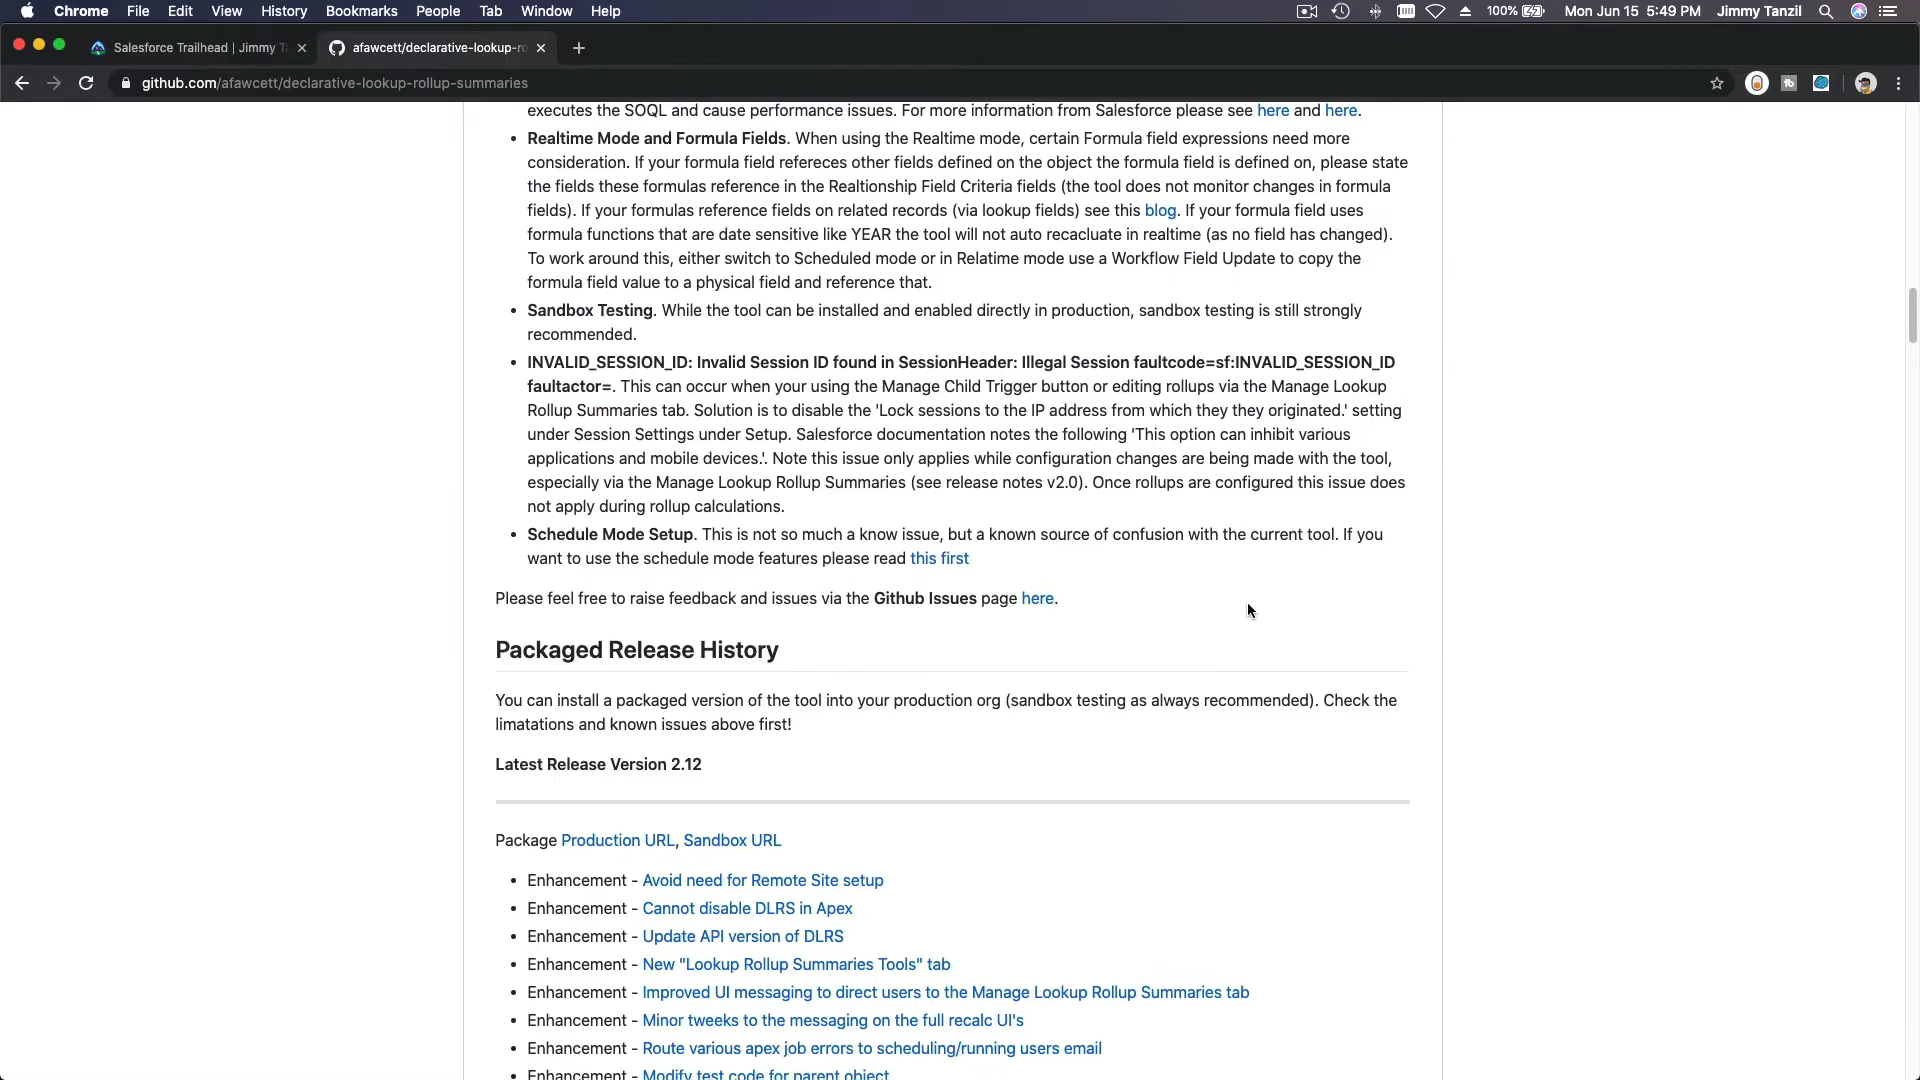 Chrome File Edit View History Bookmarks People Tab Window Help 100% Mon Jun 15 5:49 PM Jimmy Tanzil
Salesforce Trailhead | Jimmy T afawcett/declarative-lookup-ro
github.com/afawcett/declarative-lookup-rollup-summaries
executes the SOQL and cause performance issues. For more information from Salesforce please see here and here.
• Realtime Mode and Formula Fields. When using the Realtime mode, certain Formula field expressions need more
consideration. If your formula field refereces other fields defined on the object the formula field is defined on, please state
the fields these formulas reference in the Realtionship Field Criteria fields (the tool does not monitor changes in formula
fields). If your formulas reference fields on related records (via lookup fields) see this blog. If your formula field uses
formula functions that are date sensitive like YEAR the tool will not auto recacluate in realtime (as no field has changed).
To work around this, either switch to Scheduled mode or in Relatime mode use a Workflow Field Update to copy the
formula field value to a physical field and reference that.
• Sandbox Testing. While the tool can be installed and enabled directly in production, sandbox testing is still strongly
recommended.
• INVALID_SESSION_ID: Invalid Session ID found in SessionHeader: Illegal Session faultcode=sf:INVALID_SESSION_ID
faultactor=. This can occur when your using the Manage Child Trigger button or editing rollups via the Manage Lookup
Rollup Summaries tab. Solution is to disable the 'Lock sessions to the IP address from which they they originated.' setting
under Session Settings under Setup. Salesforce documentation notes the following 'This option can inhibit various
applications and mobile devices.'. Note this issue only applies while configuration changes are being made with the tool,
especially via the Manage Lookup Rollup Summaries (see release notes v2.0). Once rollups are configured this issue does
not apply during rollup calculations.
• Schedule Mode Setup. This is not so much a know issue, but a known source of confusion with the current tool. If you
want to use the schedule mode features please read this first
Please feel free to raise feedback and issues via the Github Issues page here.
Packaged Release History
You can install a packaged version of the tool into your production org (sandbox testing as always recommended). Check the
limatations and known issues above first!
Latest Release Version 2.12
Package Production URL, Sandbox URL
• Enhancement - Avoid need for Remote Site setup
• Enhancement - Cannot disable DLRS in Apex
• Enhancement - Update API version of DLRS
• Enhancement - New "Lookup Rollup Summaries Tools" tab
• Enhancement - Improved UI messaging to direct users to the Manage Lookup Rollup Summaries tab
• Enhancement - Minor tweeks to the messaging on the full recalc UI's
• Enhancement - Route various apex job errors to scheduling/running users email
• Enhancement - Modify test code for parent object